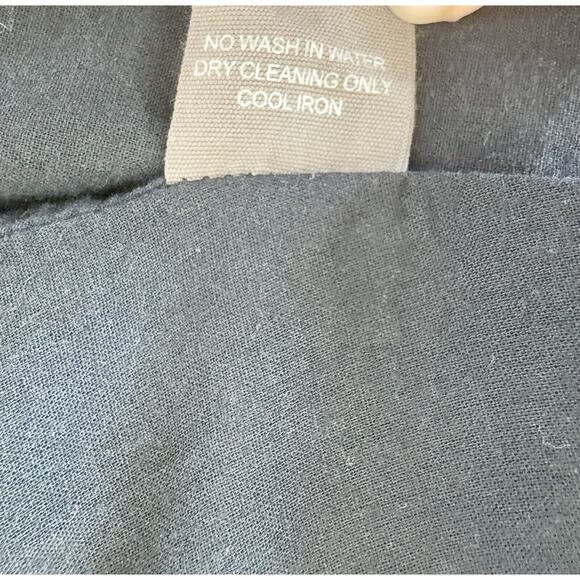 NO WASH IN WATER
DRY CLEANING ONLY
COOL IRON